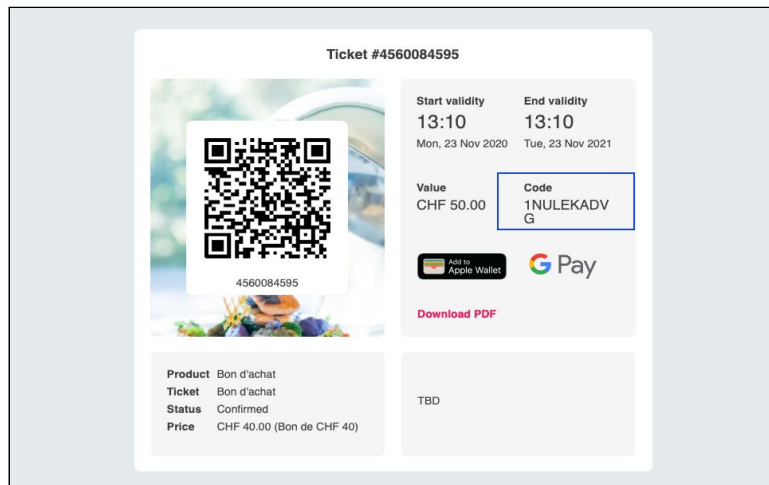 Ticket #4560084595
4560084595
Start validity
13:10
Mon, 23 Nov 2020
End validity
13:10
Tue, 23 Nov 2021
Value
CHF 50.00
Code
1NULEKADV
G
Add to
Apple Wallet
G Pay
Download PDF
Product Bon d'achat
Ticket Bon d'achat
Status Confirmed
Price CHF 40.00 (Bon de CHF 40)
TBD